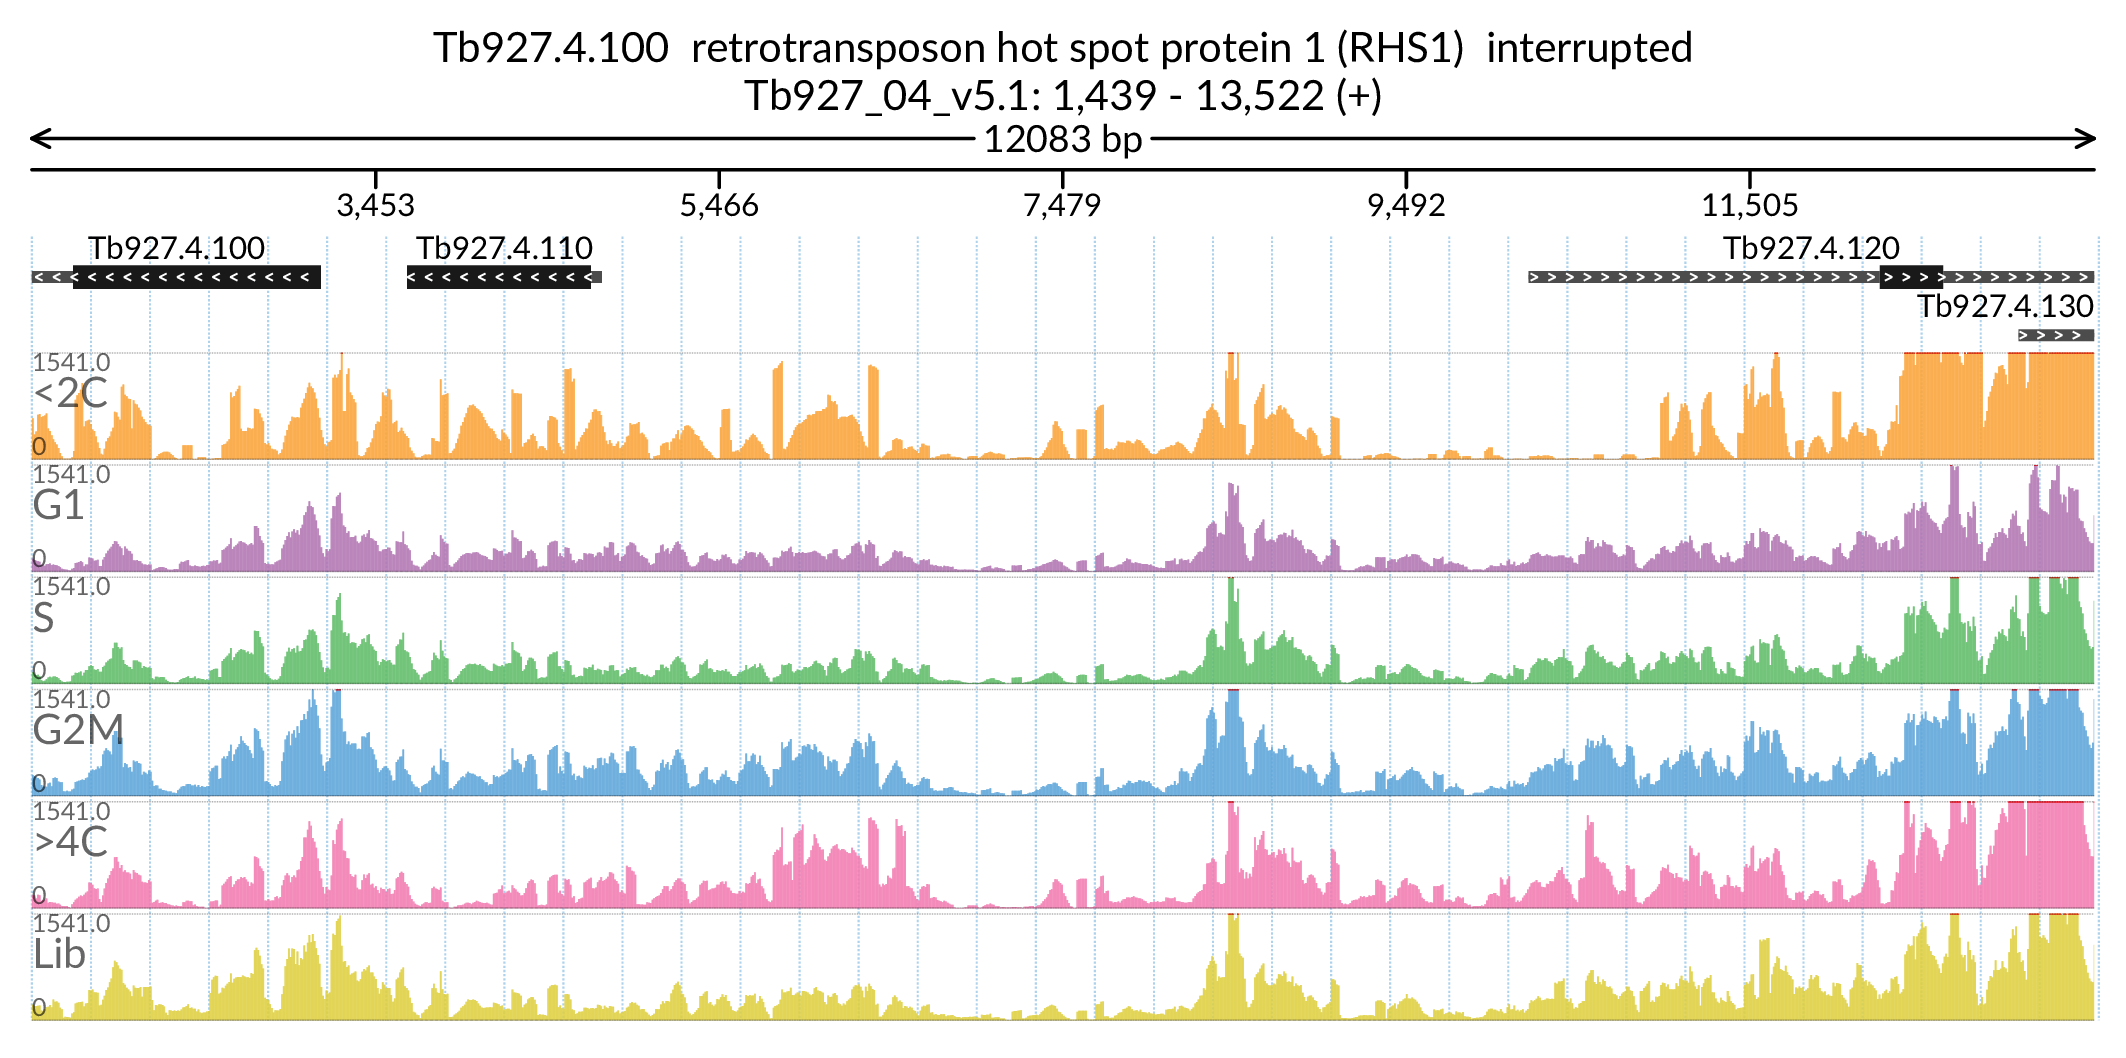 Tb927.4.100  retrotransposon hot spot protein 1 (RHS1)  interrupted
Tb927_04_v5.1: 1,439 - 13,522 (+)
12083 bp
3,453 5,466 7,479 9,492 11,505
Tb927.4.100 Tb927.4.110 Tb927.4.120
Tb927.4.130
1541.0
<2C
0
1541.0
G1
0
1541.0
S
0
1541.0
G2M
0
1541.0
>4C
0
1541.0
Lib
0